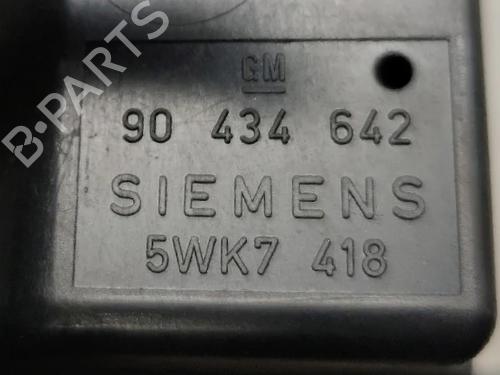 GM
90 434 642
SIEMENS
5WK7 418
B-PARTS